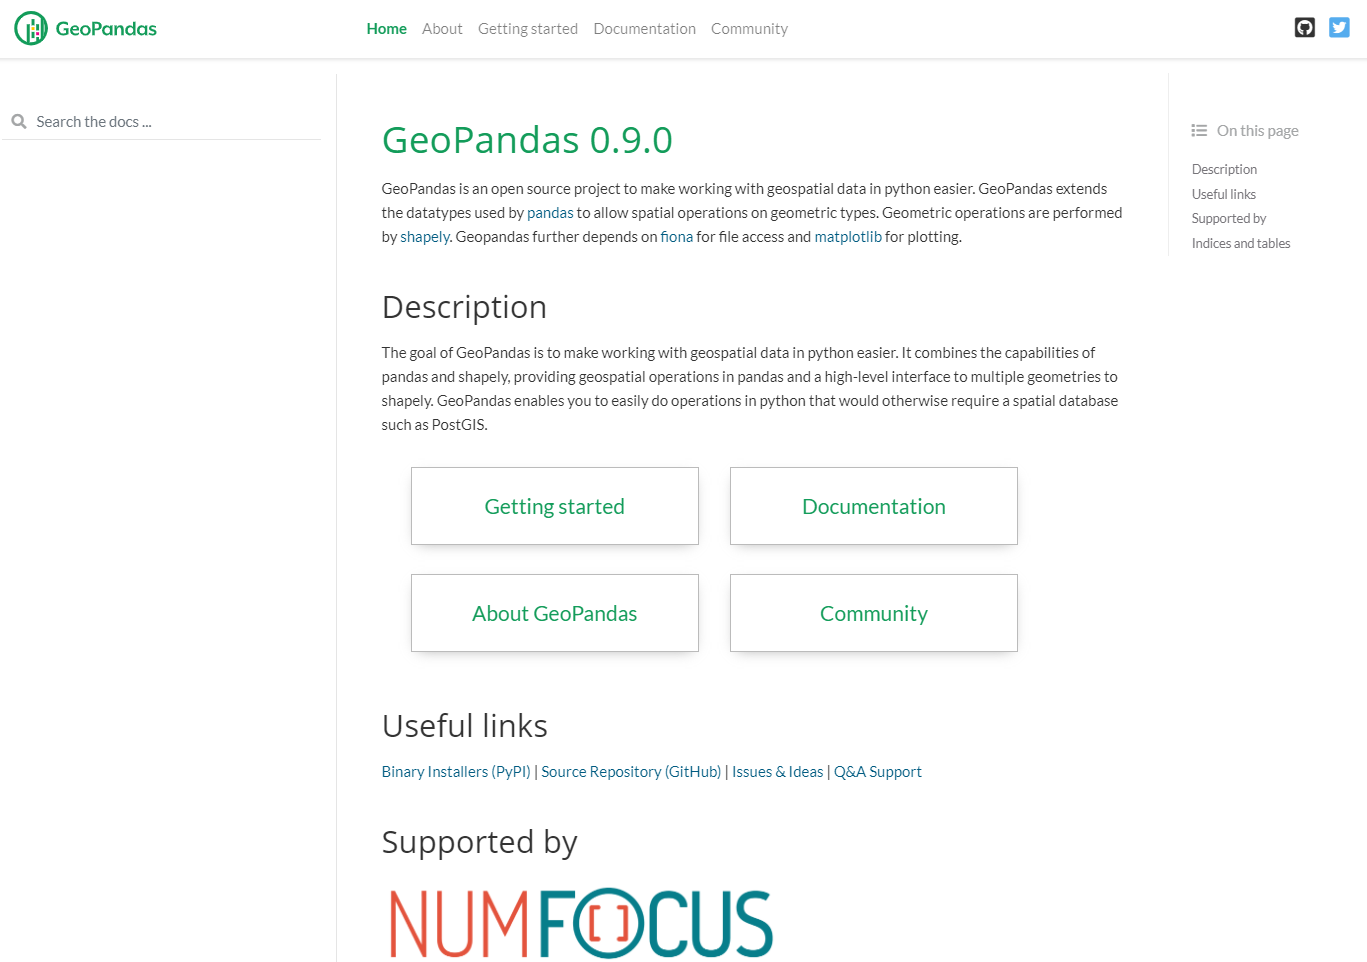 GeoPandas
Home About Getting started Documentation Community
Search the docs ...
GeoPandas 0.9.0
GeoPandas is an open source project to make working with geospatial data in python easier. GeoPandas extends
the datatypes used by pandas to allow spatial operations on geometric types. Geometric operations are performed
by shapely. Geopandas further depends on fiona for file access and matplotlib for plotting.
Description
The goal of GeoPandas is to make working with geospatial data in python easier. It combines the capabilities of
pandas and shapely, providing geospatial operations in pandas and a high-level interface to multiple geometries to
shapely. GeoPandas enables you to easily do operations in python that would otherwise require a spatial database
such as PostGIS.
Getting started
Documentation
About GeoPandas
Community
Useful links
Binary Installers (PyPI) | Source Repository (GitHub) | Issues & Ideas | Q&A Support
Supported by
NUMFOCUS
On this page
Description
Useful links
Supported by
Indices and tables